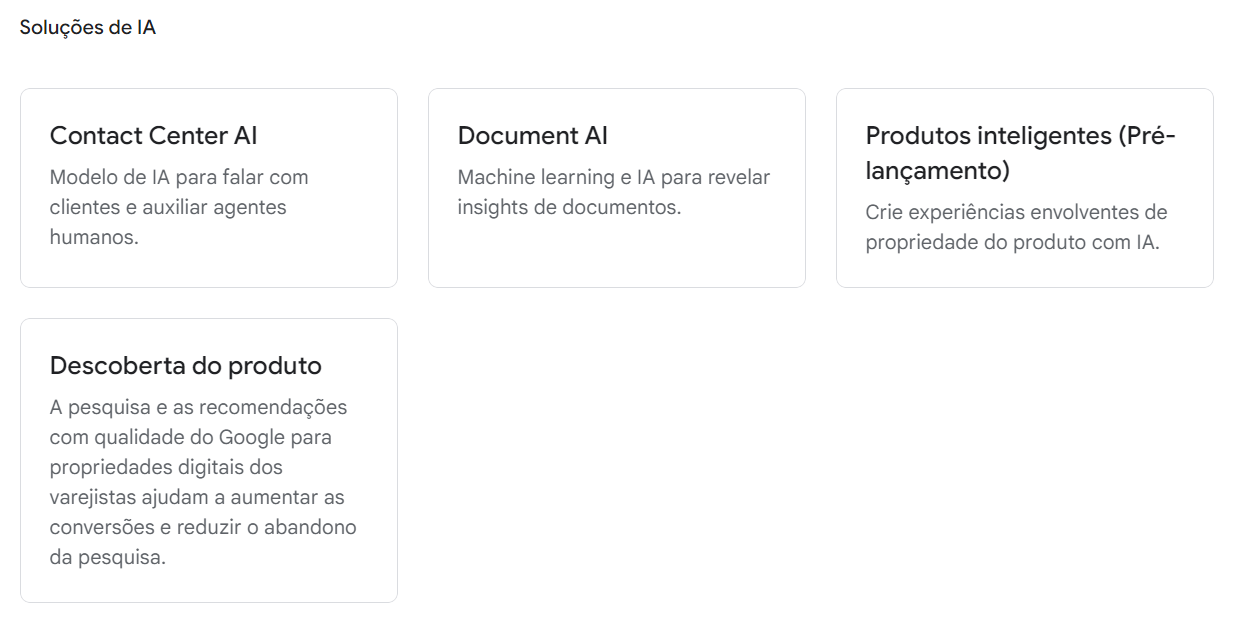 Soluções de IA
Contact Center AI
Modelo de IA para falar com
clientes e auxiliar agentes
humanos.
Document AI
Machine learning e IA para revelar
insights de documentos.
Produtos inteligentes (Pré-
lançamento)
Crie experiências envolventes de
propriedade do produto com IA.
Descoberta do produto
A pesquisa e as recomendações
com qualidade do Google para
propriedades digitais dos
varejistas ajudam a aumentar as
conversões e reduzir o abandono
da pesquisa.